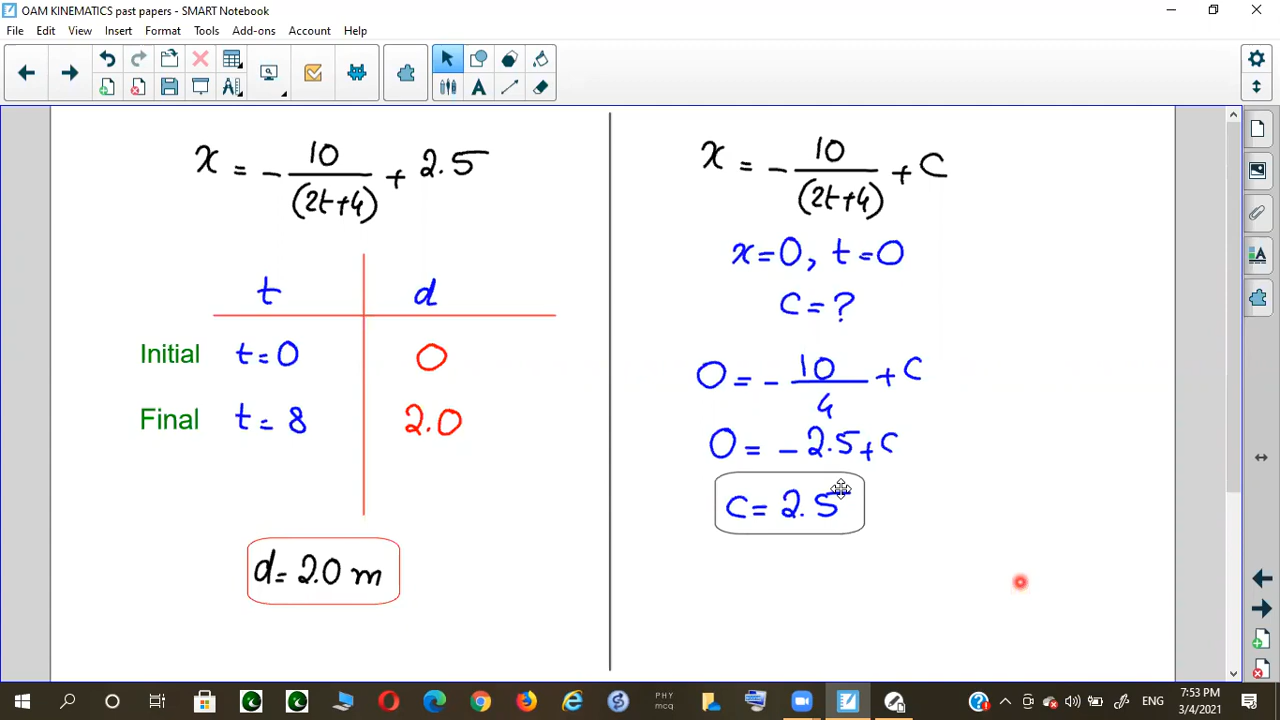 OAM KINEMATICS past papers - SMART Notebook
File Edit View Insert Format Tools Add-ons Account Help
x = - 10/(2t+4) + 2.5
t d
Initial t = 0 0
Final t = 8 2.0
d = 2.0 m
x = - 10/(2t+4) + C
x = 0, t = 0
C = ?
0 = - 10/4 + C
0 = - 2.5 + C
C = 2.5
PHY
mcq
ENG
7:53 PM
3/4/2021